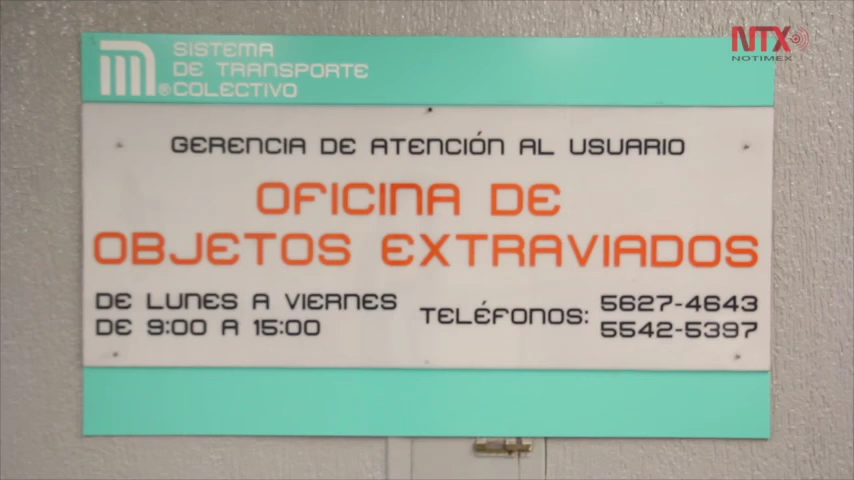 SISTEMA
DE TRANSPORTE
COLECTIVO
®
NTX
NOTIMEX
GERENCIA DE ATENCIÓN AL USUARIO
OFICINA DE
OBJETOS EXTRAVIADOS
DE LUNES A VIERNES
DE 9:00 A 15:00
TELÉFONOS:
5627-4643
5542-5397